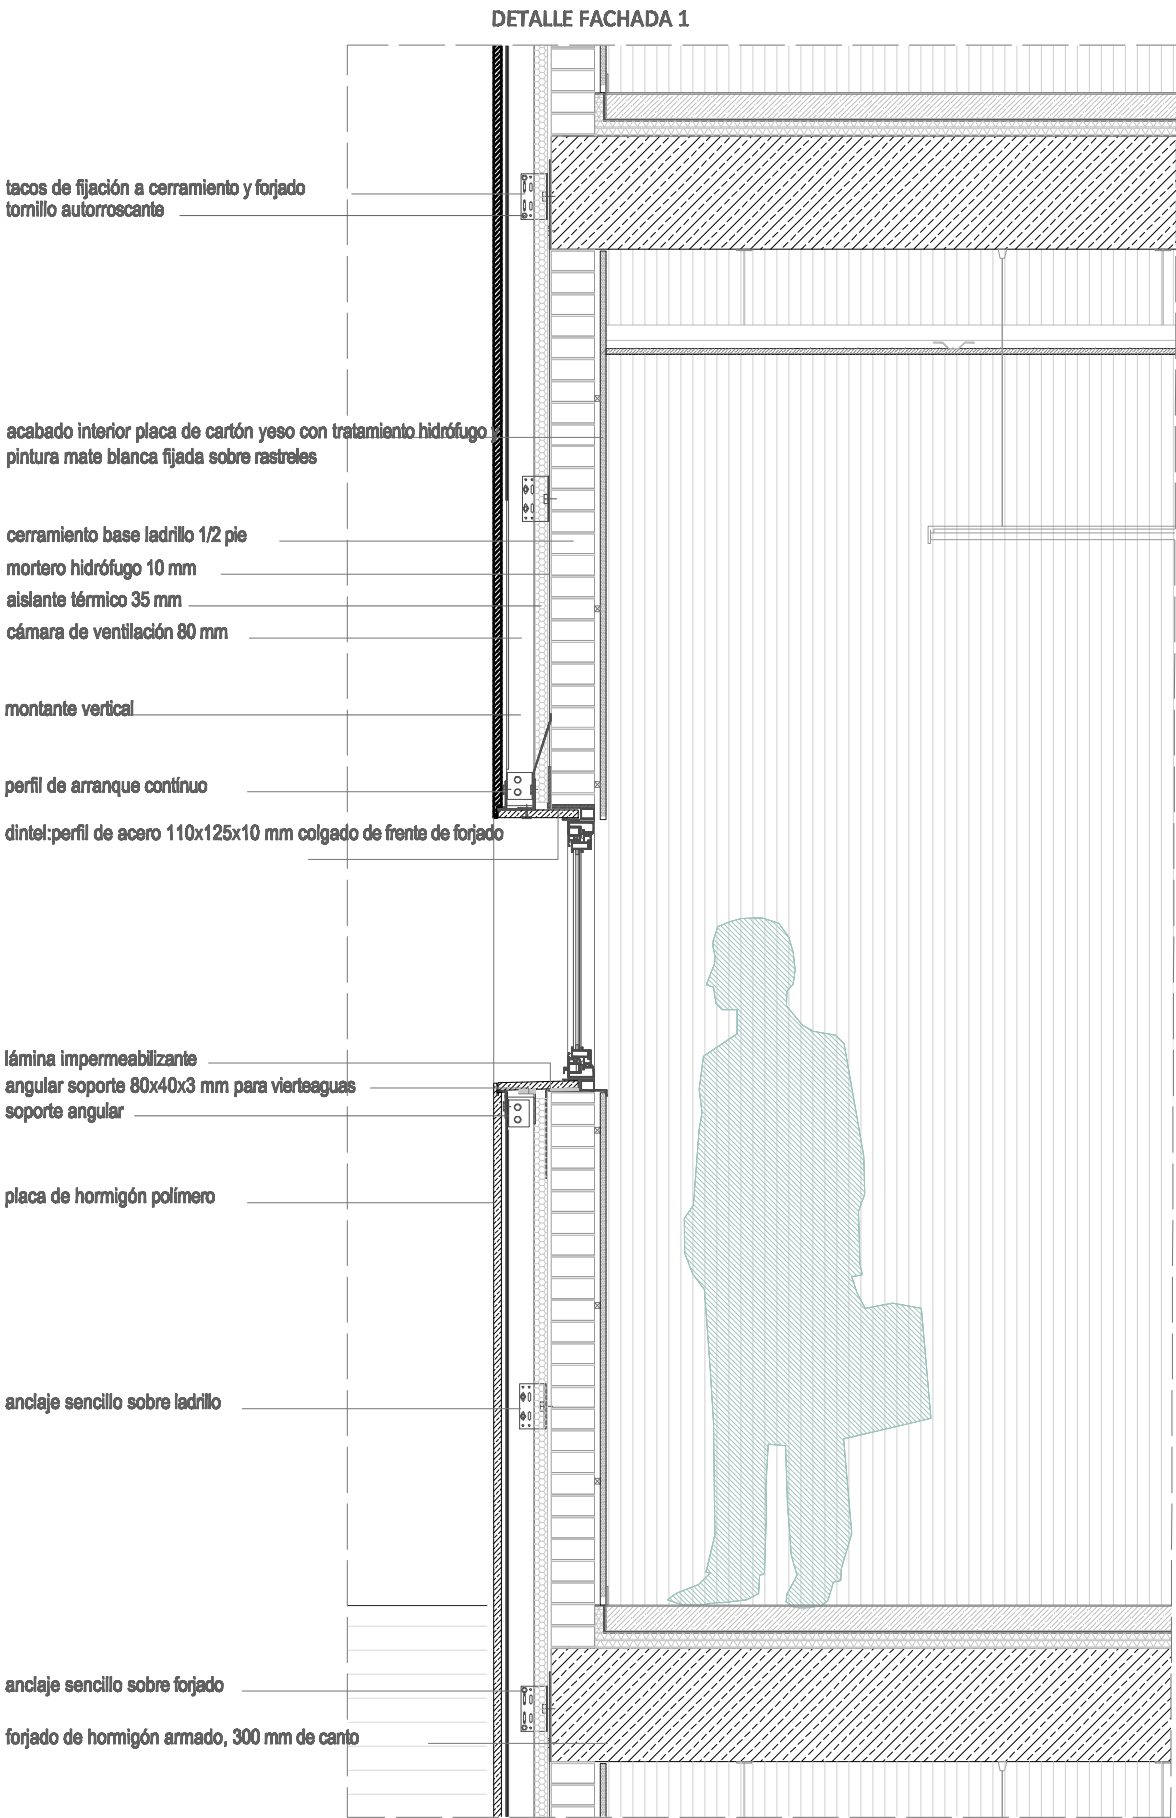 DETALLE FACHADA 1
tacos de fijación a cerramiento y forjado
tornillo autorroscante
acabado interior placa de cartón yeso con tratamiento hidrófugo y
pintura mate blanca fijada sobre rastreles
cerramiento base ladrillo 1/2 pie
mortero hidrófugo 10 mm
aislante térmico 35 mm
cámara de ventilación 80 mm
montante vertical
perfil de arranque contínuo
dintel:perfil de acero 110x125x10 mm colgado de frente de forjado
lámina impermeabilizante
angular soporte 80x40x3 mm para vierteaguas
soporte angular
placa de hormigón polímero
anclaje sencillo sobre ladrillo
anclaje sencillo sobre forjado
forjado de hormigón armado, 300 mm de canto